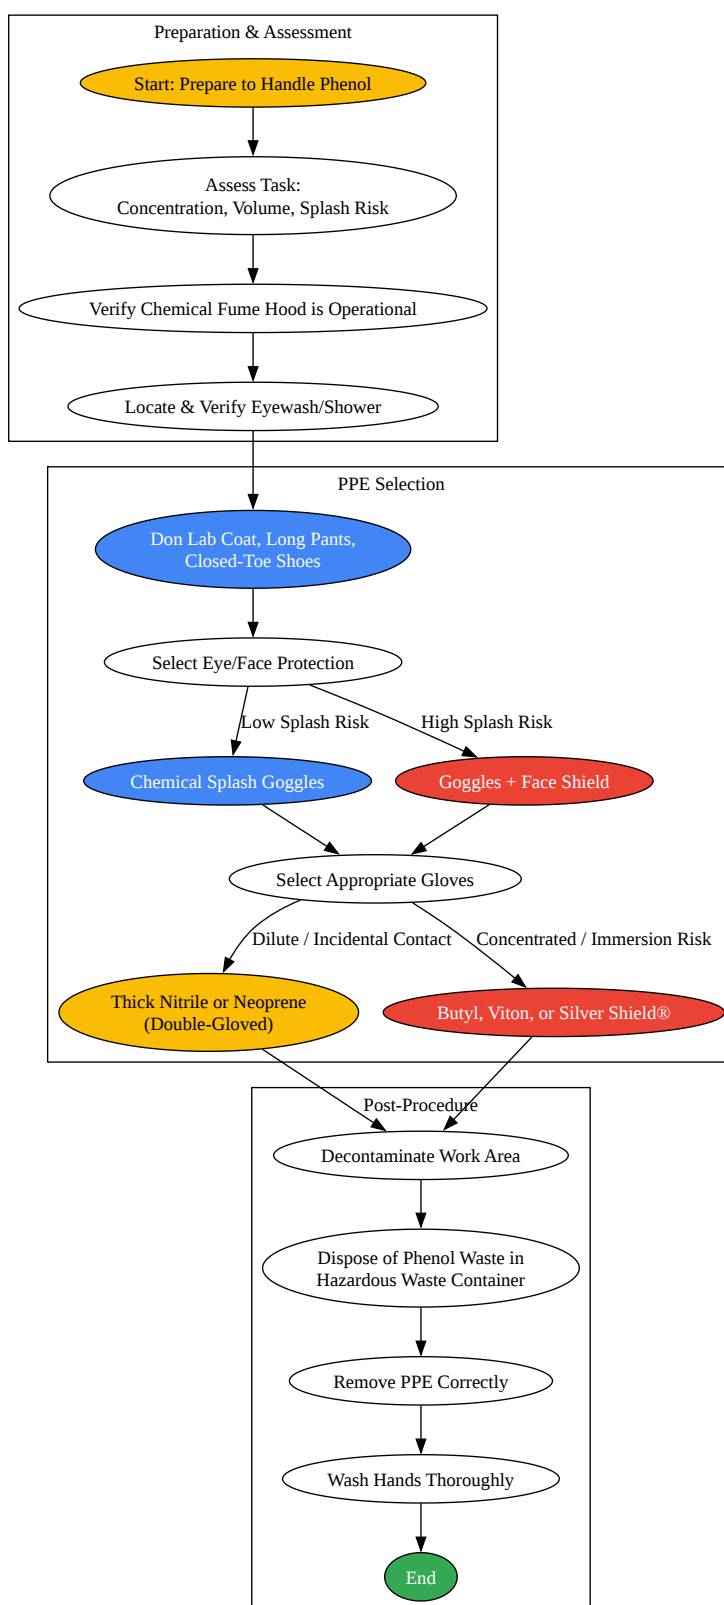 Preparation & Assessment
Start: Prepare to Handle Phenol
Assess Task:
Concentration, Volume, Splash Risk
Verify Chemical Fume Hood is Operational
Locate & Verify Eyewash/Shower
PPE Selection
Don Lab Coat, Long Pants,
Closed-Toe Shoes
Select Eye/Face Protection
Low Splash Risk
High Splash Risk
Chemical Splash Goggles
Goggles + Face Shield
Select Appropriate Gloves
Dilute / Incidental Contact
Concentrated / Immersion Risk
Thick Nitrile or Neoprene
(Double-Gloved)
Butyl, Viton, or Silver Shield®
Post-Procedure
Decontaminate Work Area
Dispose of Phenol Waste in
Hazardous Waste Container
Remove PPE Correctly
Wash Hands Thoroughly
End